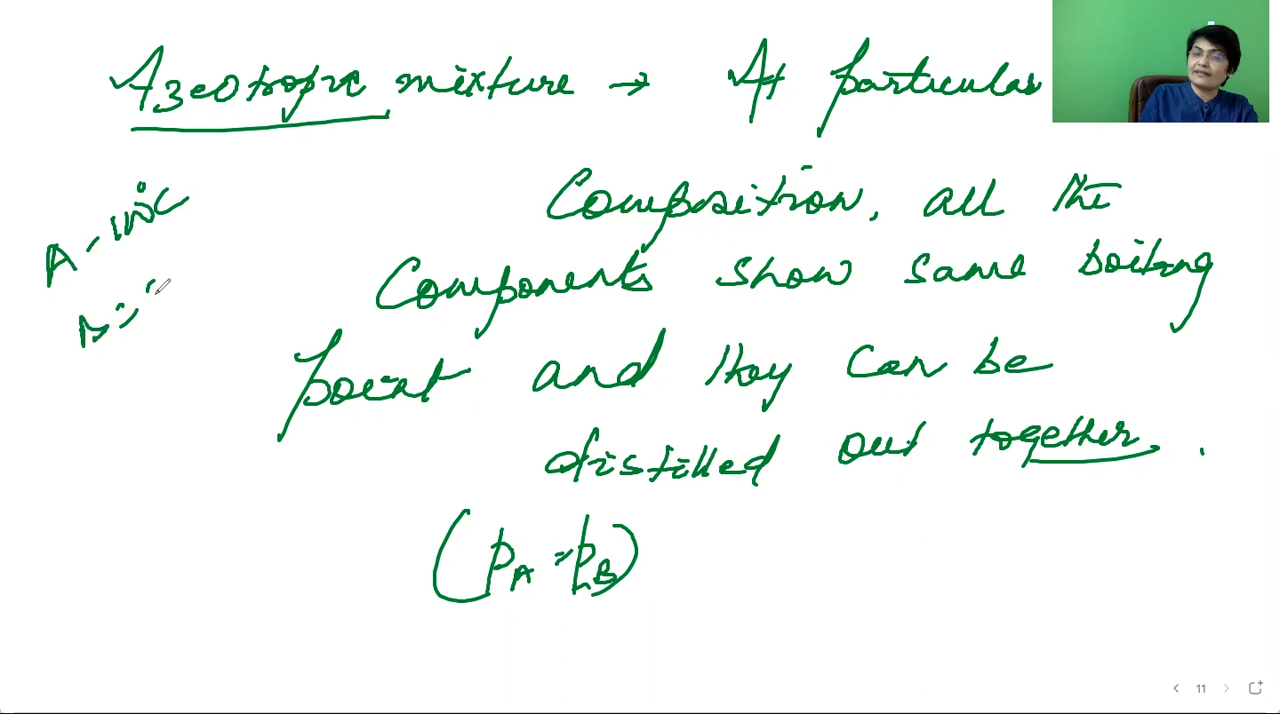 Azeotropic mixture → At particular
Composition, all the
Components show same boiling
point and they can be
distilled out together.
(pA = pB)
A - 100°C
B =
11